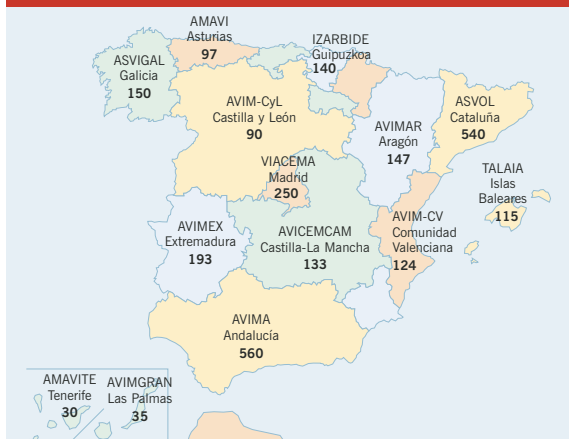 AMAVI
Asturias
97
IZARBIDE
Guipuzkoa
140
ASVIGAL
Galicia
150
AVIM-CyL
Castilla y León
90
ASVOL
Cataluña
540
AVIMAR
Aragón
147
VIACEMA
Madrid
250
TALAIA
Islas
Baleares
115
AVIM-CV
Comunidad
Valenciana
124
AVIMEX
Extremadura
193
AVICEMCAM
Castilla-La Mancha
133
AVIMA
Andalucía
560
AMAVITE
Tenerife
30
AVIMGRAN
Las Palmas
35